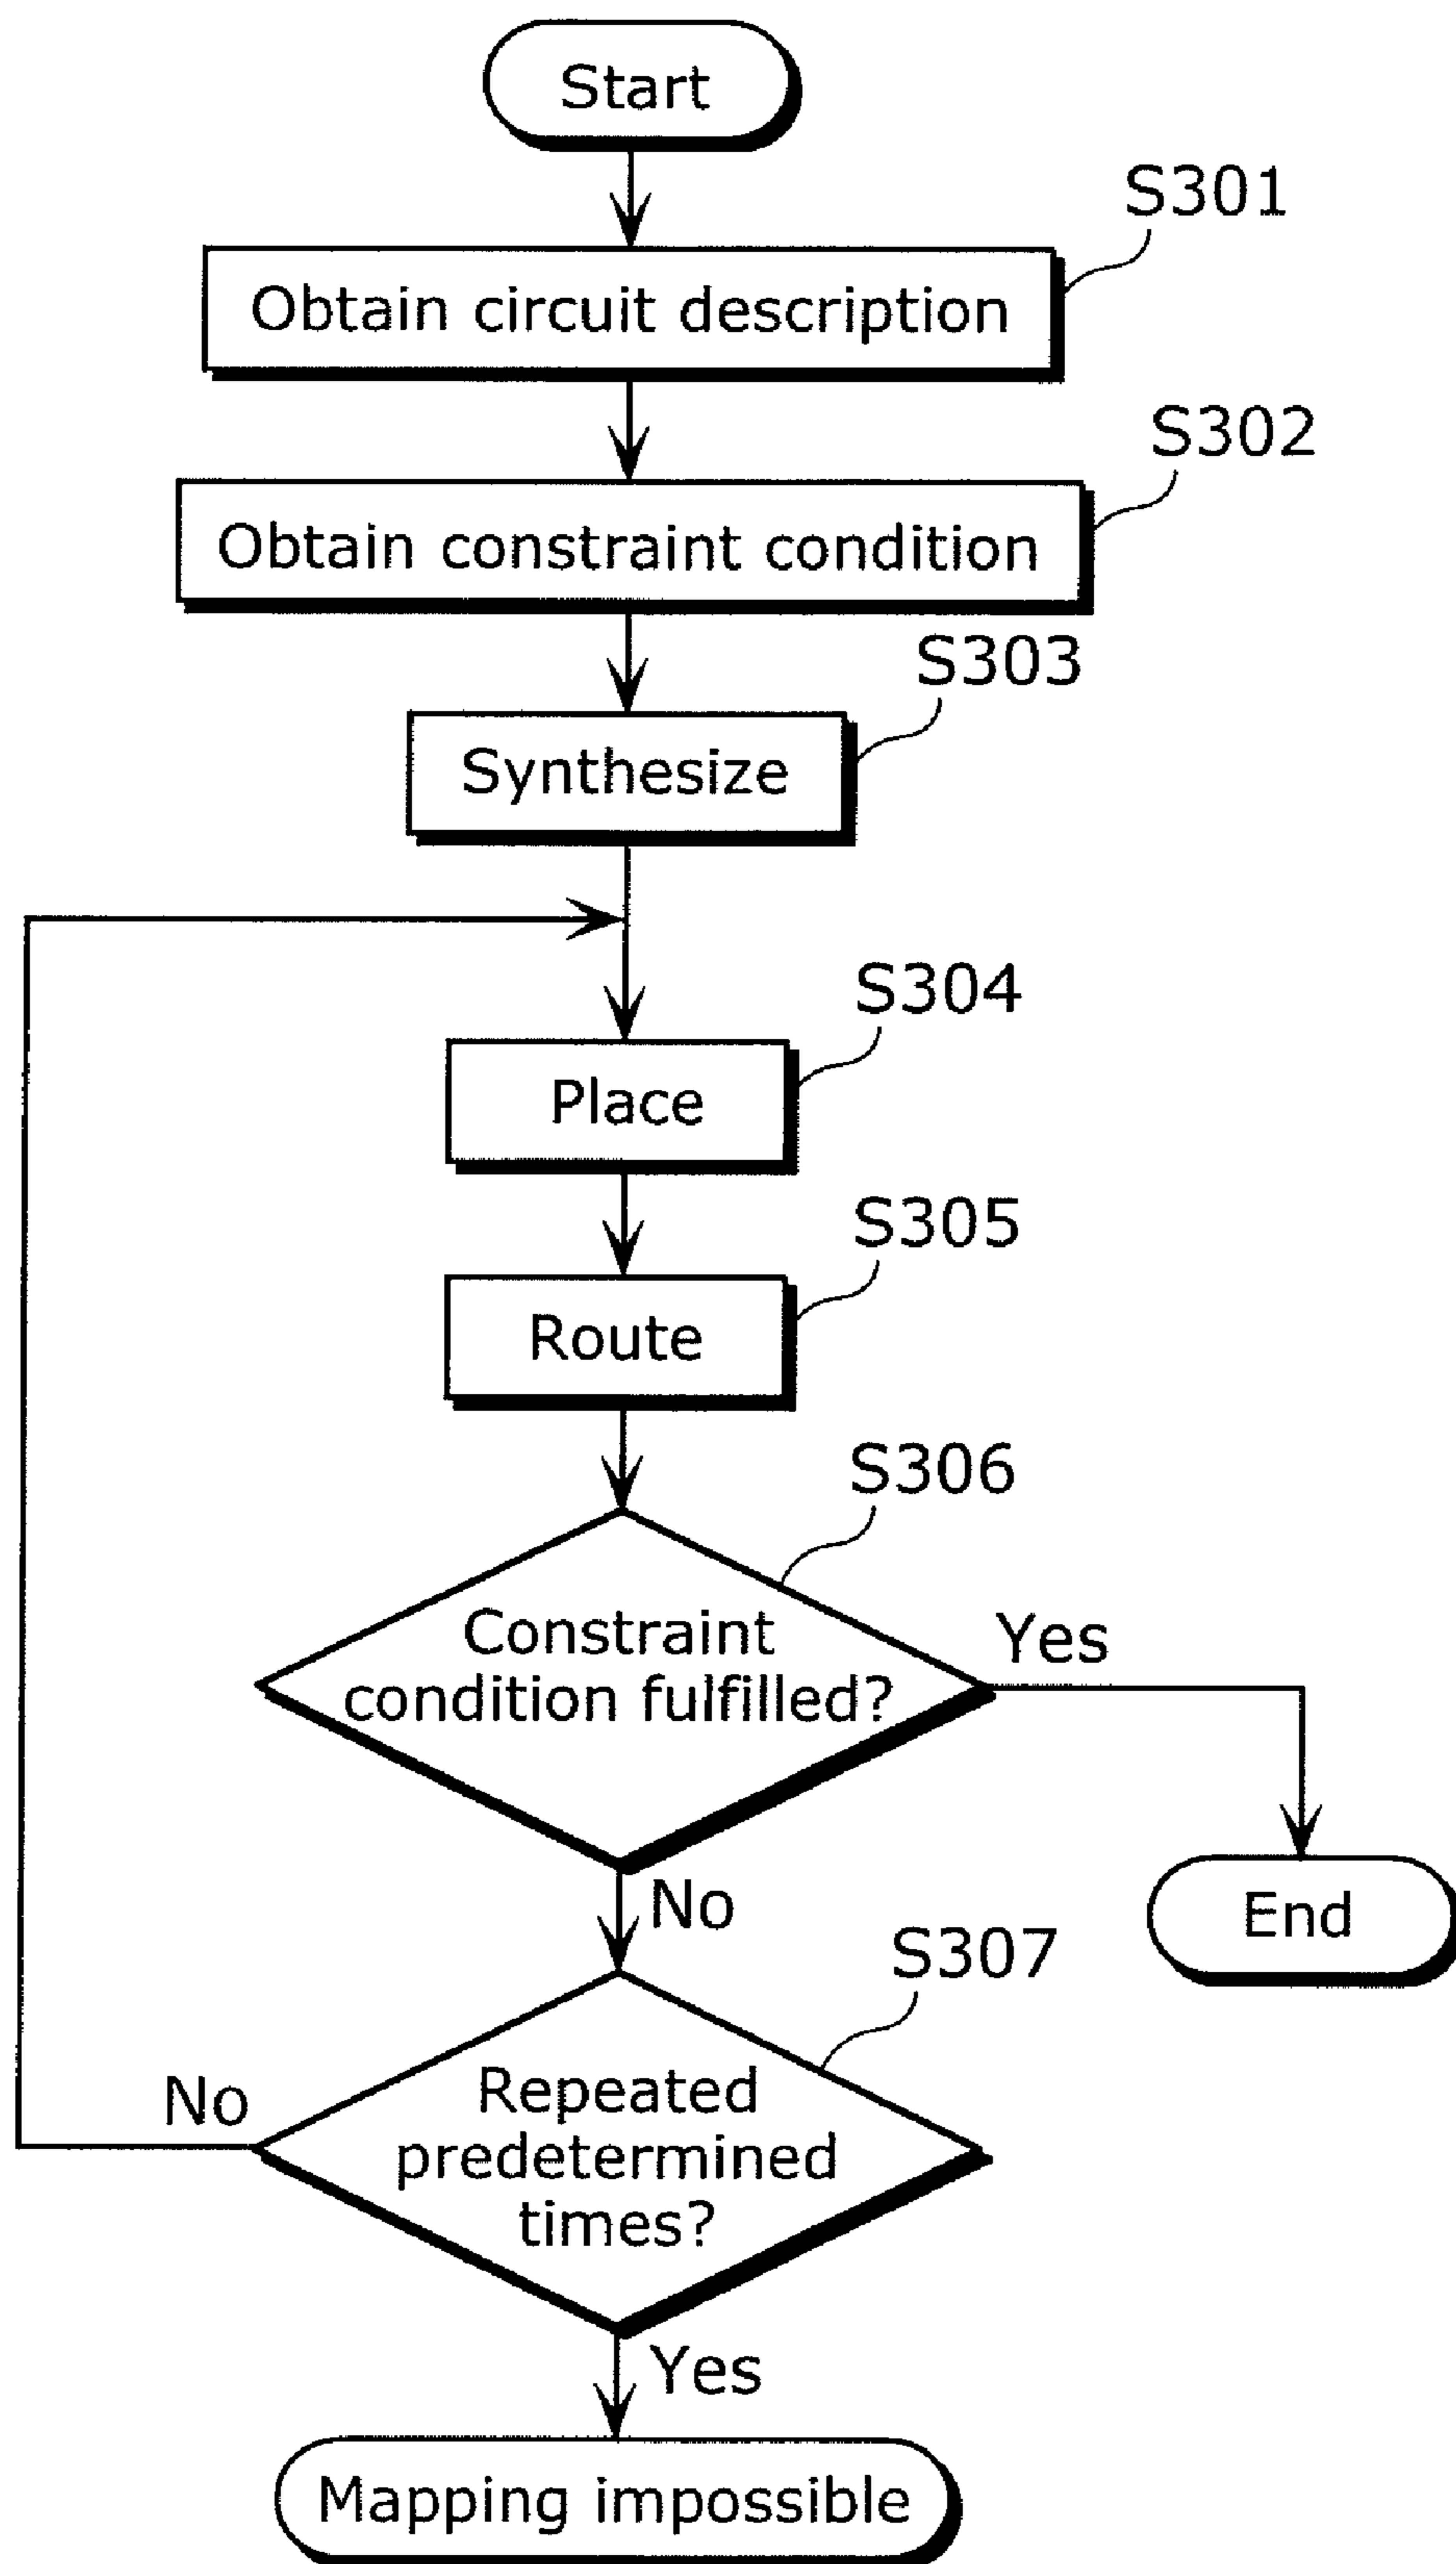 Start
S301
Obtain circuit description
S302
Obtain constraint condition
S303
Synthesize
S304
Place
S305
Route
S306
Constraint
condition fulfilled?
Yes
No
End
S307
Repeated
predetermined
times?
No
Yes
Mapping impossible